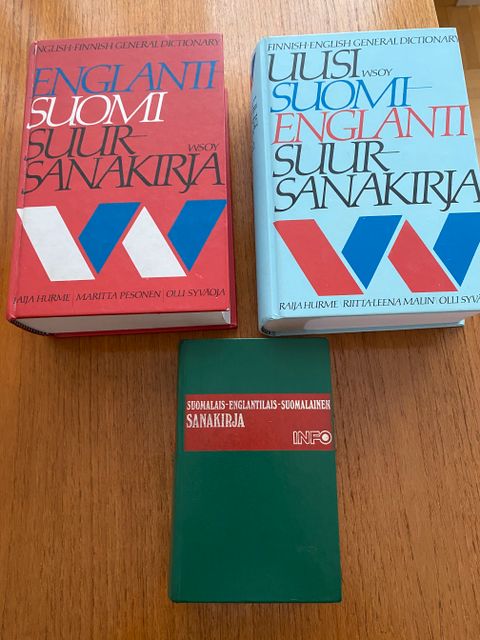 ENGLISH-FINNISH GENERAL DICTIONARY
ENGLANTI
SUOMI
SUUR-
WSOY
SANAKIRJA
RAIJA HURME / MARITTA PESONEN / OLLI SYVÄOJA
FINNISH-ENGLISH GENERAL DICTIONARY
UUSI WSOY
SUOMI-
ENGLANTI
SUUR-
SANAKIRJA
RAIJA HURME / RIITTA-LEENA MALIN / OLLI SYVÄ
SUOMALAIS-ENGLANTILAIS-SUOMALAINEN
SANAKIRJA
INFO